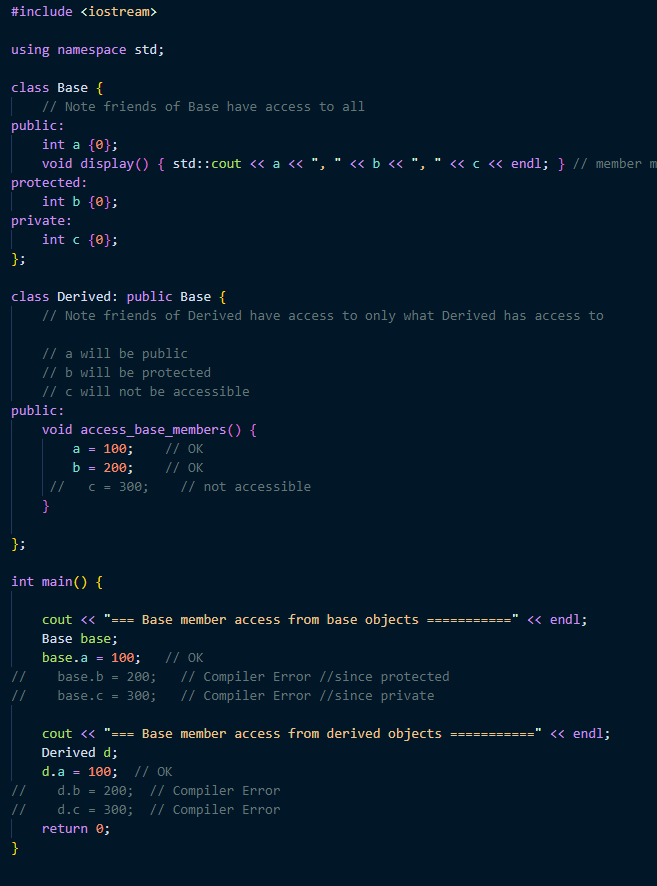 #include <iostream>
using namespace std;
class Base {
// Note friends of Base have access to all
public:
int a {0};
void display() { std::cout << a << ", " << b << ", " << c << endl; } // member m
protected:
int b {0};
private:
int c {0};
};
class Derived: public Base {
// Note friends of Derived have access to only what Derived has access to
// a will be public
// b will be protected
// c will not be accessible
public:
void access_base_members() {
a = 100;    // OK
b = 200;    // OK
//   c = 300;    // not accessible
}
};
int main() {
cout << "=== Base member access from base objects ===========" << endl;
Base base;
base.a = 100;   // OK
//    base.b = 200;   // Compiler Error //since protected
//    base.c = 300;   // Compiler Error //since private
cout << "=== Base member access from derived objects ===========" << endl;
Derived d;
d.a = 100;  // OK
//    d.b = 200;  // Compiler Error
//    d.c = 300;  // Compiler Error
return 0;
}